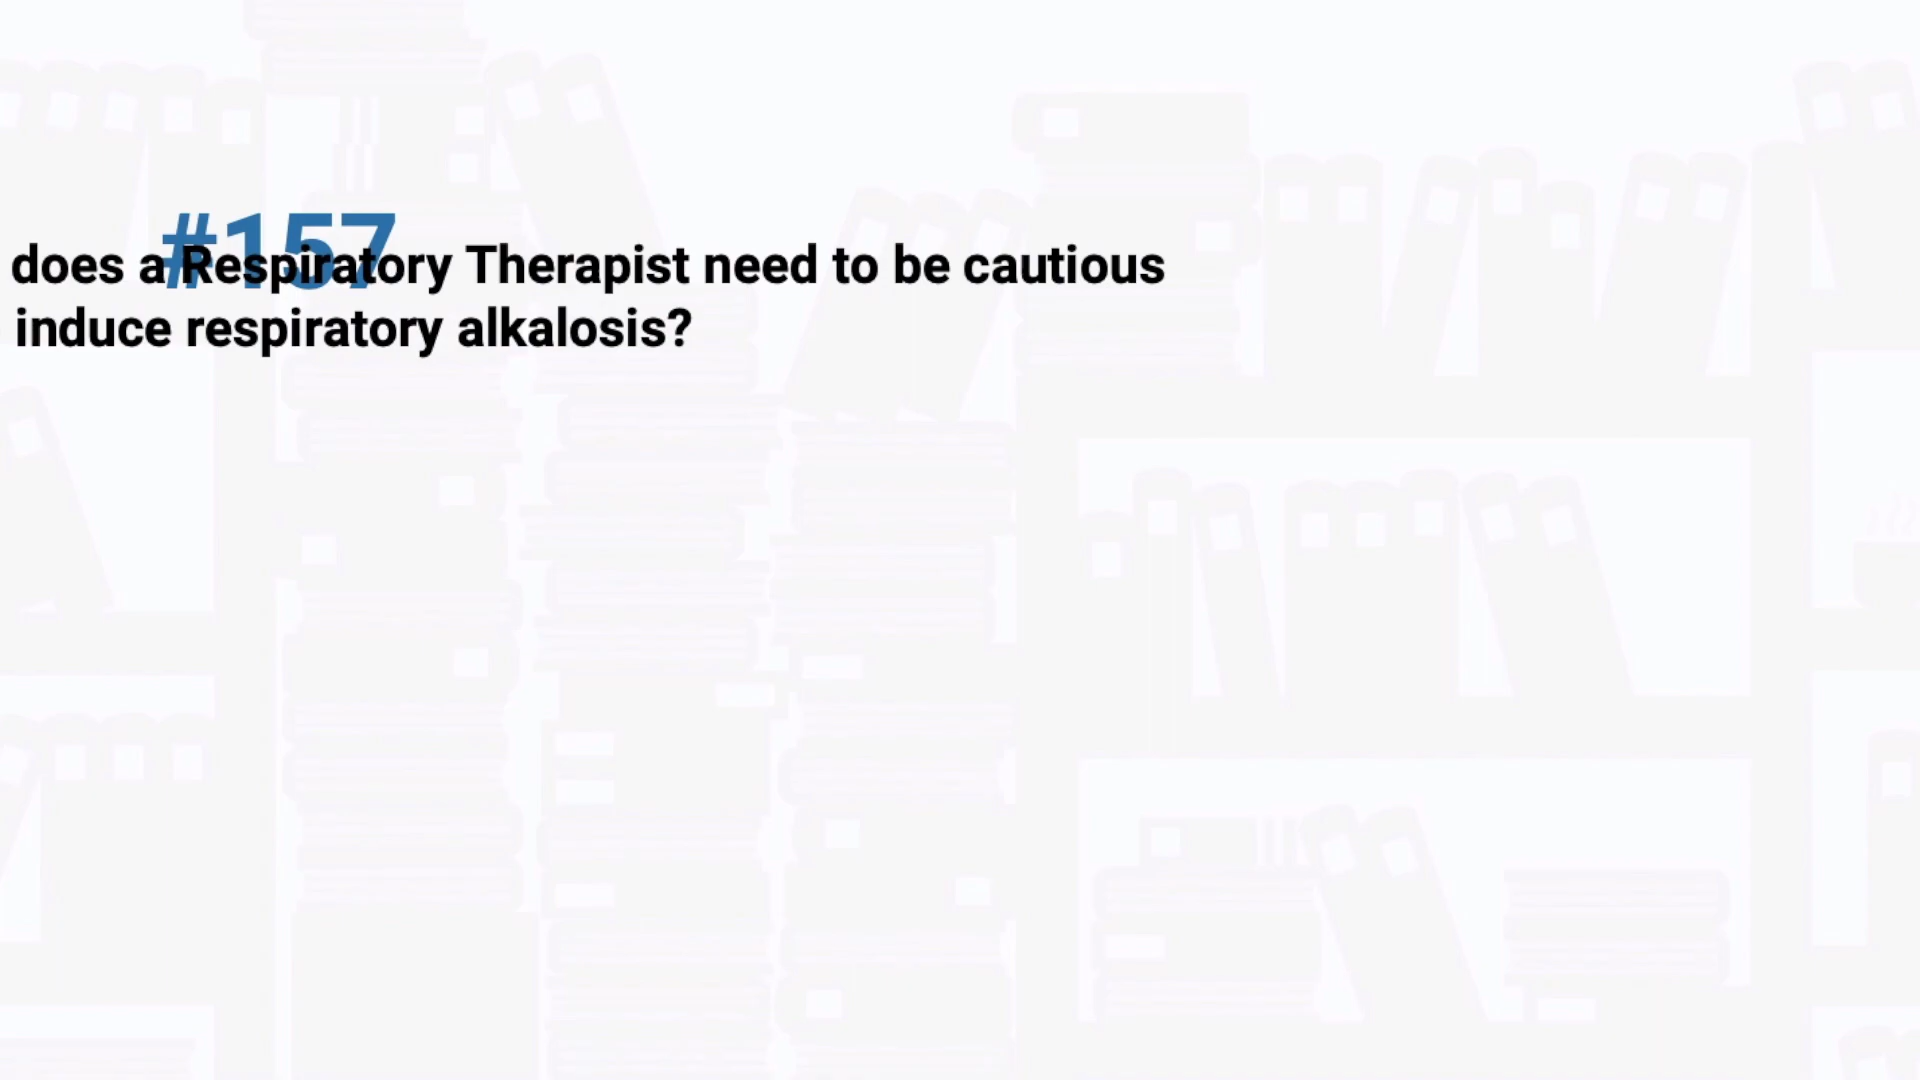 #157
does a Respiratory Therapist need to be cautious
induce respiratory alkalosis?